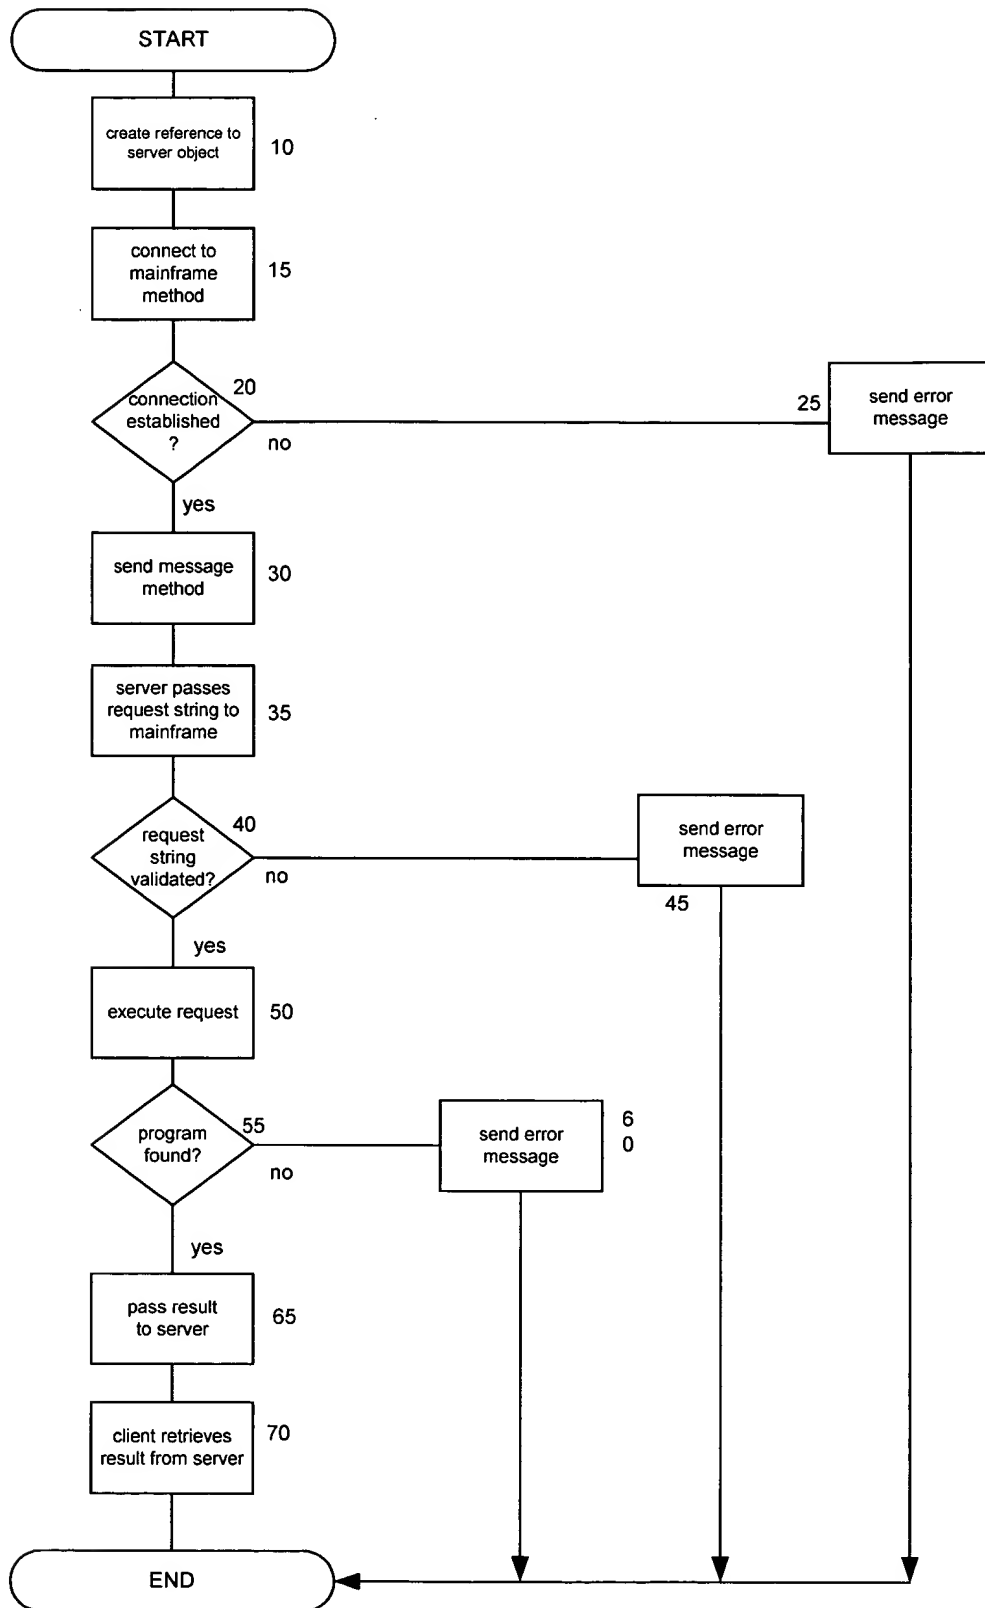 START
create reference to
server object
10
connect to
mainframe
method
15
connection
established
?
20
no
25
send error
message
yes
send message
method
30
server passes
request string to
mainframe
35
request
string
validated?
40
no
send error
message
45
yes
execute request
50
program
found?
55
no
send error
message
6
0
yes
pass result
to server
65
client retrieves
result from server
70
END